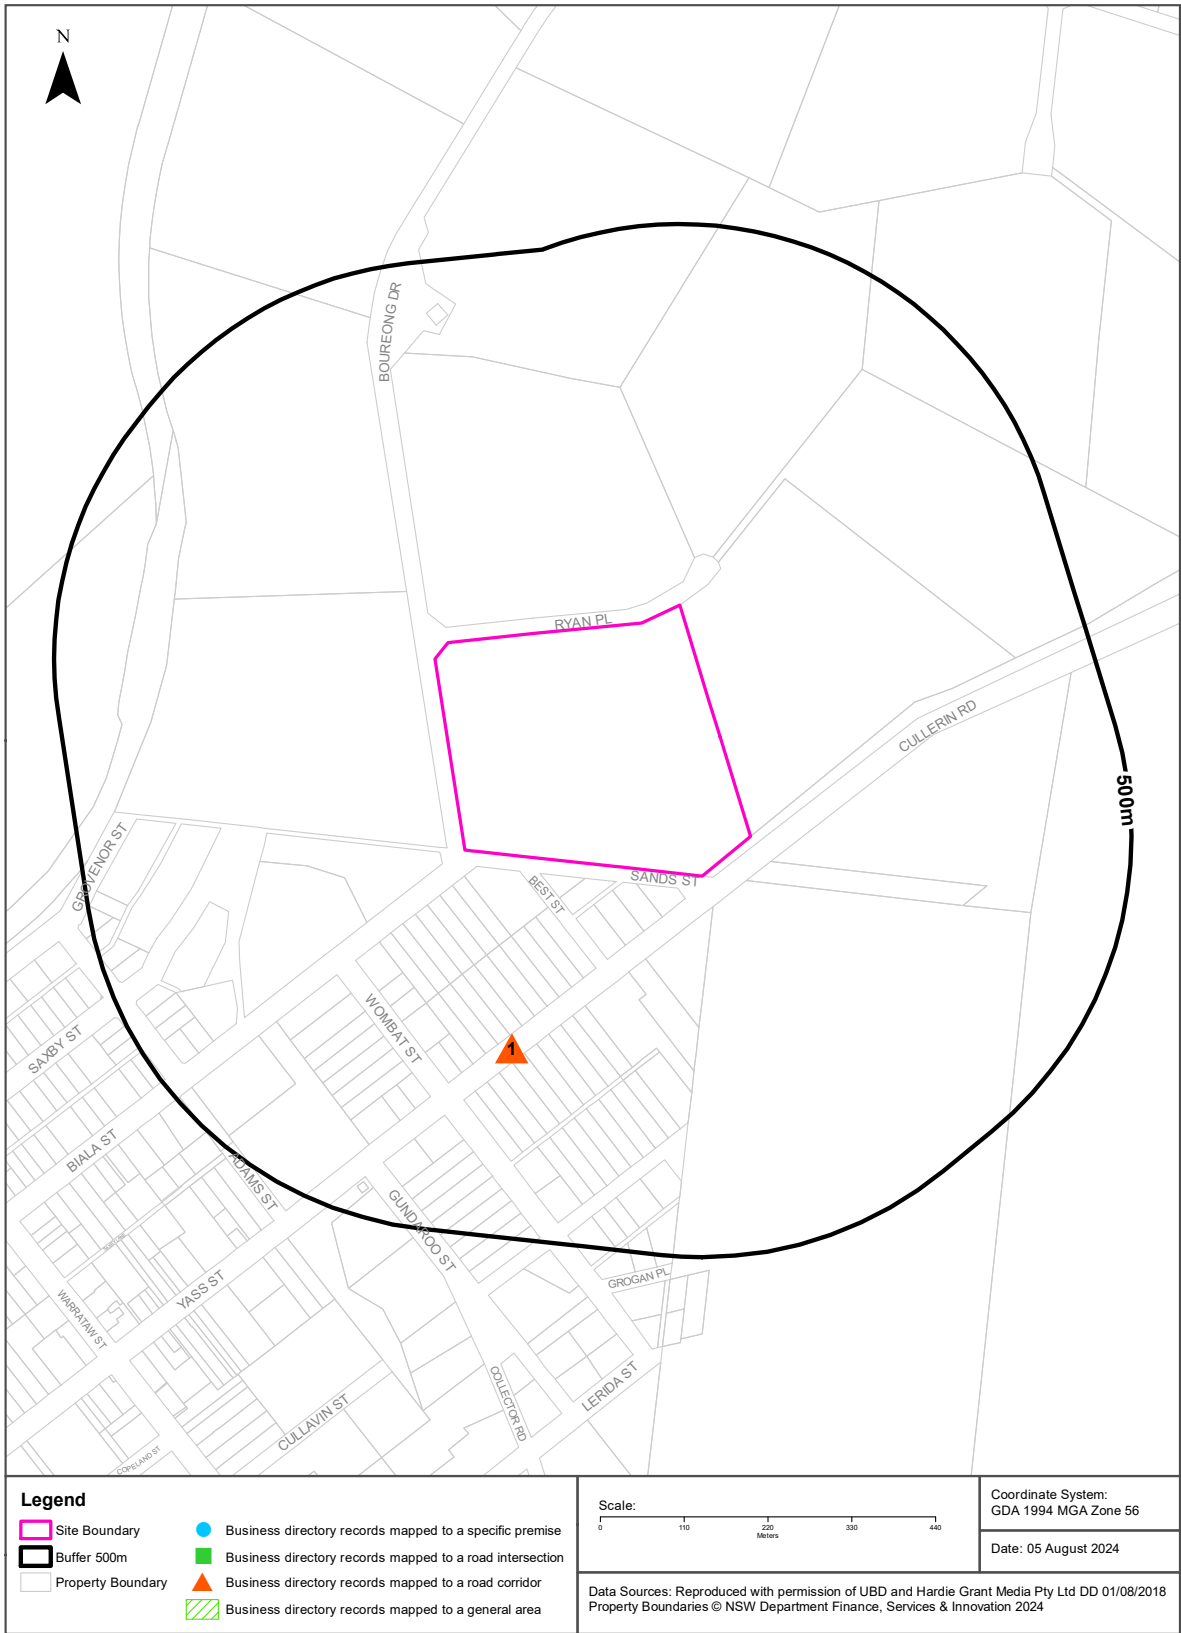 N
BOUREONG DR
RYAN PL
CULLERIN RD
500m
GROVENOR ST
SANDS ST
BEST ST
WOMBAT ST
SAXBY ST
1
BIALA ST
ADAMS ST
GUNDAROO ST
YASS ST
GROGAN PL
WARRATAW ST
COLLECTOR RD
LERIDA ST
CULLAVIN ST
COPELAND ST
Legend
Site Boundary
Buffer 500m
Property Boundary
Business directory records mapped to a specific premise
Business directory records mapped to a road intersection
Business directory records mapped to a road corridor
Business directory records mapped to a general area
Scale:
0 110 220 330 440
Meters
Coordinate System:
GDA 1994 MGA Zone 56
Date: 05 August 2024
Data Sources: Reproduced with permission of UBD and Hardie Grant Media Pty Ltd DD 01/08/2018
Property Boundaries © NSW Department Finance, Services & Innovation 2024